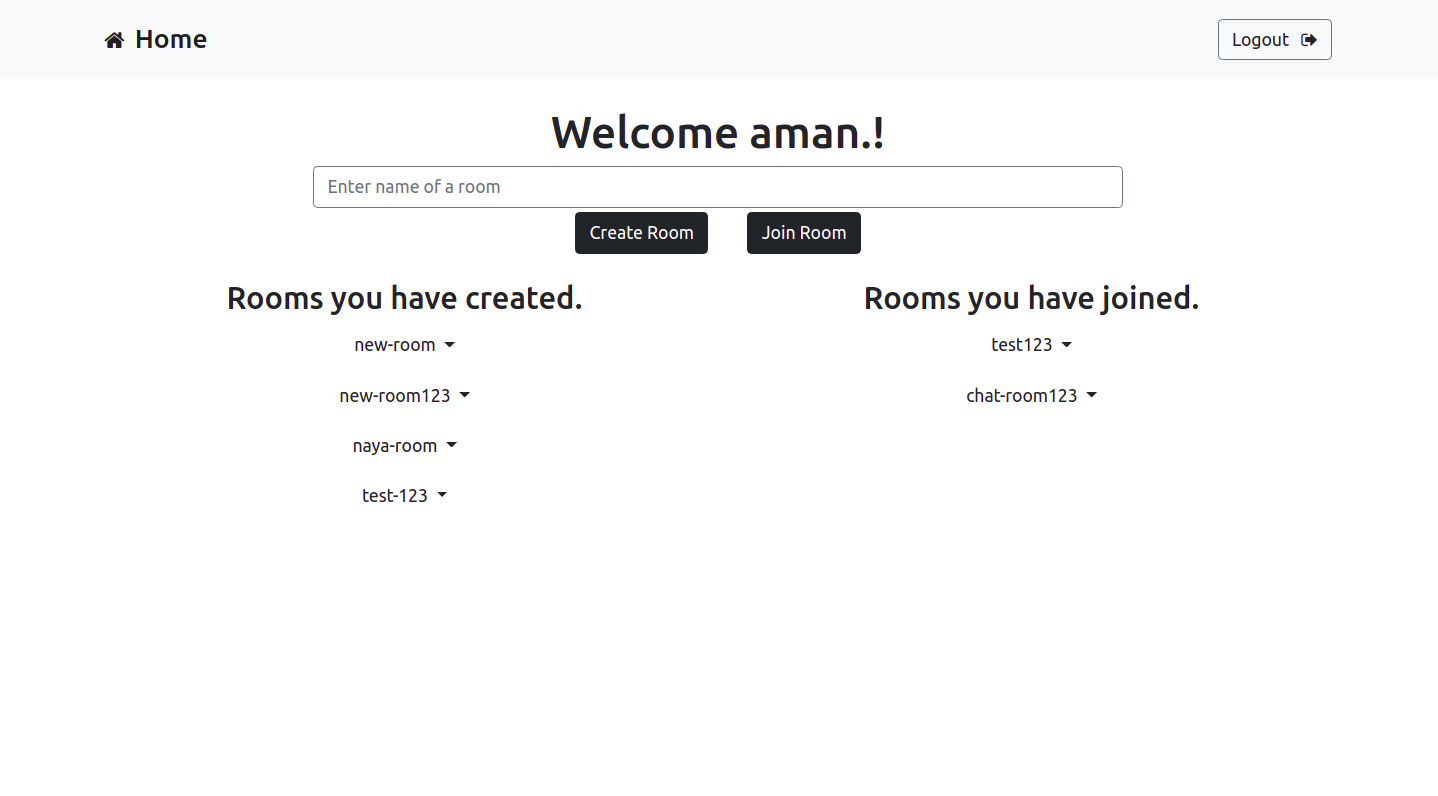 Home
Logout
Welcome aman.!
Enter name of a room
Create Room
Join Room
Rooms you have created.
new-room
new-room123
naya-room
test-123
Rooms you have joined.
test123
chat-room123